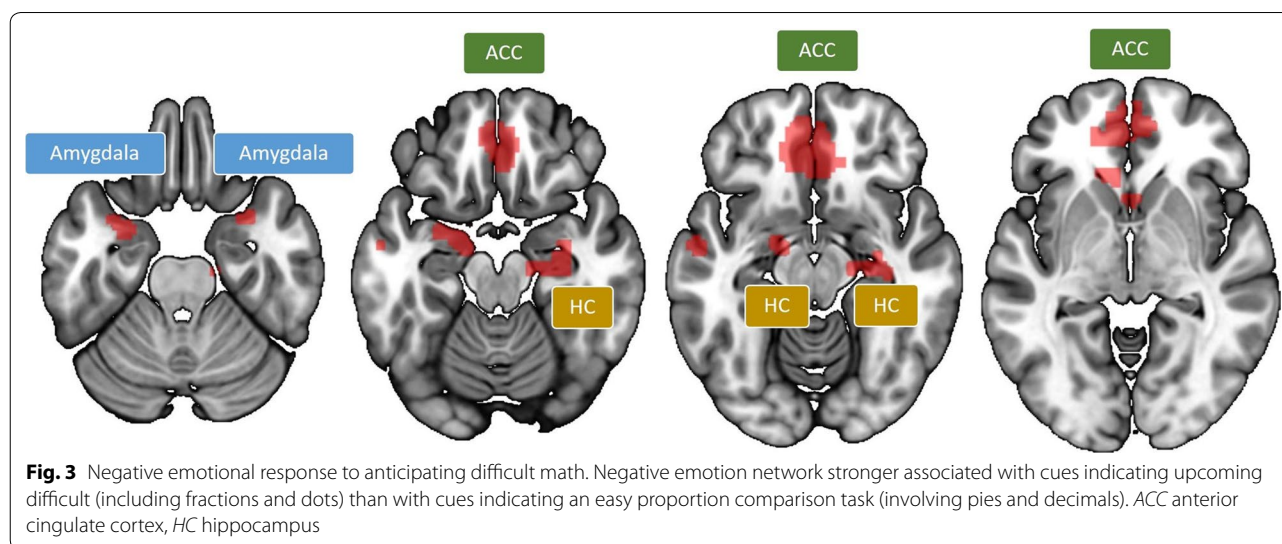 ACC
ACC
ACC
Amygdala
Amygdala
HC
HC
HC
Fig. 3 Negative emotional response to anticipating difficult math. Negative emotion network stronger associated with cues indicating upcoming
difficult (including fractions and dots) than with cues indicating an easy proportion comparison task (involving pies and decimals). ACC anterior
cingulate cortex, HC hippocampus